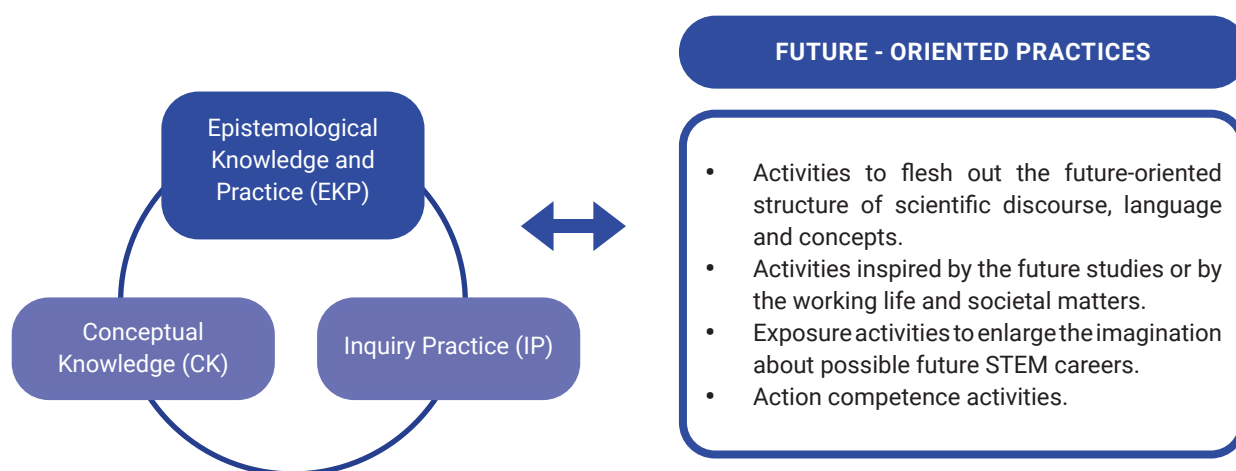 Epistemological
Knowledge and
Practice (EKP)
Conceptual
Knowledge (CK)
Inquiry Practice (IP)
FUTURE - ORIENTED PRACTICES
• Activities to flesh out the future-oriented
structure of scientific discourse, language
and concepts.
• Activities inspired by the future studies or by
the working life and societal matters.
• Exposure activities to enlarge the imagination
about possible future STEM careers.
• Action competence activities.